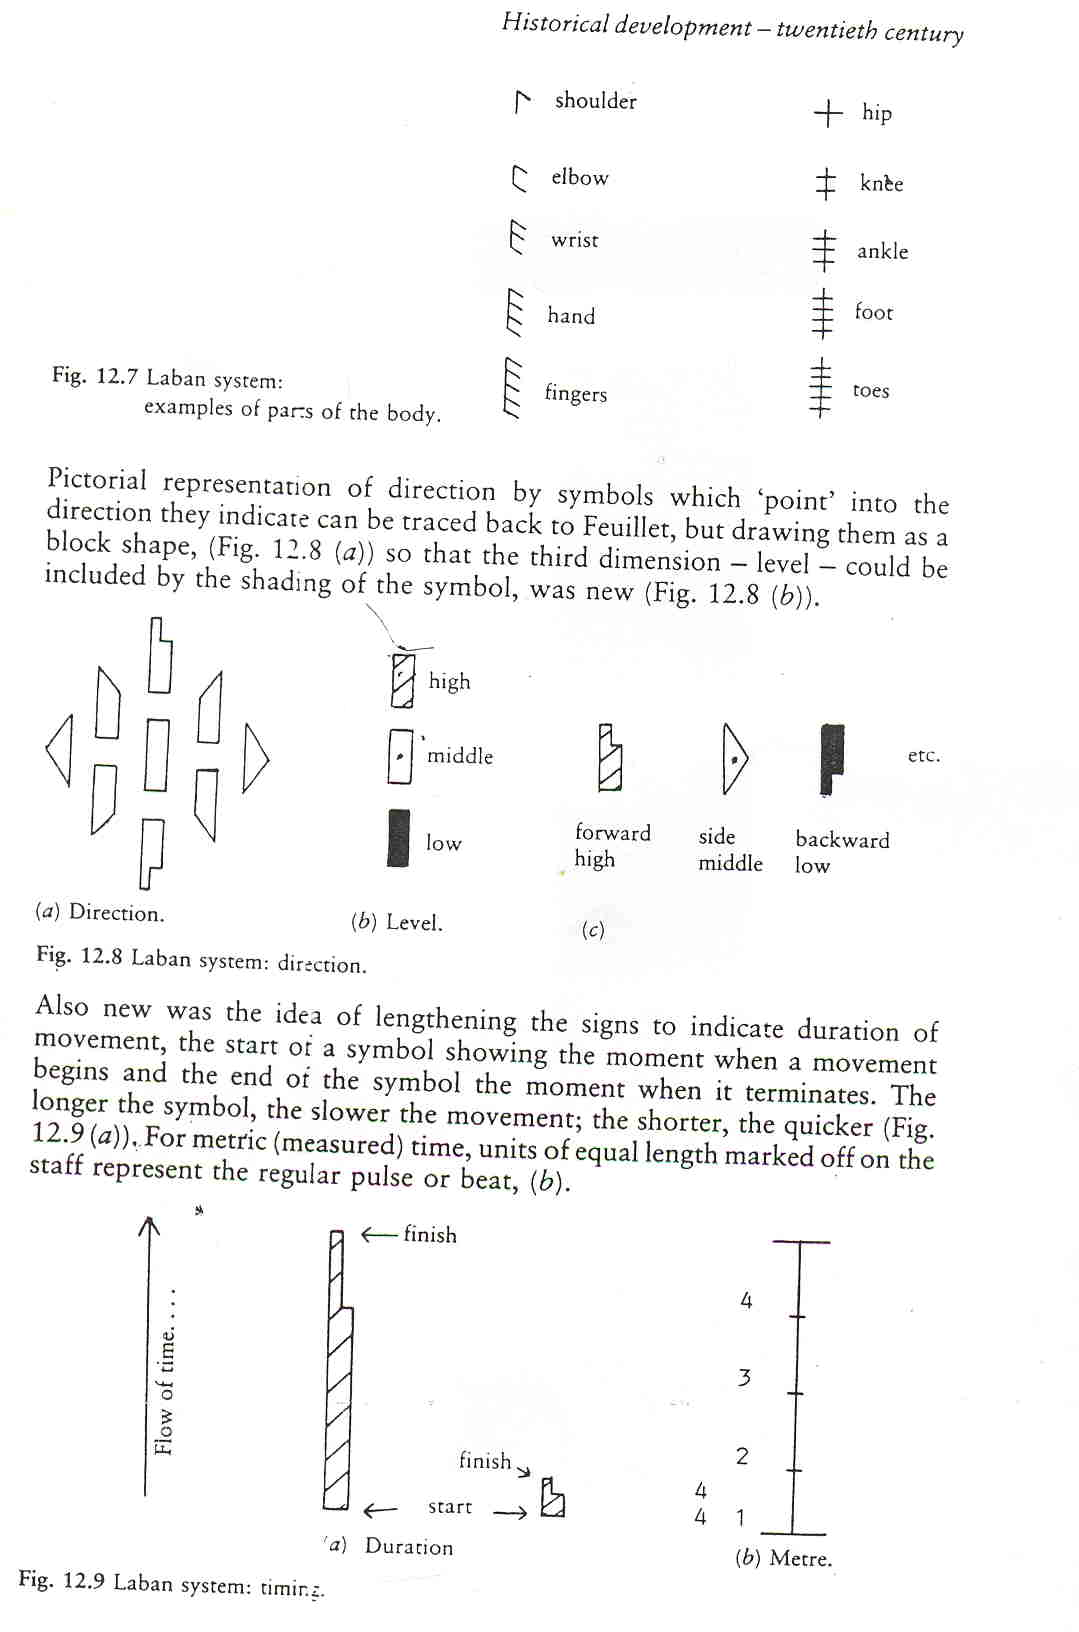 Historical development – twentieth century
shoulder
hip
elbow
knee
wrist
ankle
hand
foot
fingers
toes
Fig. 12.7 Laban system:
examples of parts of the body.
Pictorial representation of direction by symbols which ‘point’ into the
direction they indicate can be traced back to Feuillet, but drawing them as a
block shape, (Fig. 12.8 (a)) so that the third dimension – level – could be
included by the shading of the symbol, was new (Fig. 12.8 (b)).
high
middle
low
forward
high
side
middle
backward
low
etc.
(a) Direction.
(b) Level.
(c)
Fig. 12.8 Laban system: direction.
Also new was the idea of lengthening the signs to indicate duration of
movement, the start of a symbol showing the moment when a movement
begins and the end of the symbol the moment when it terminates. The
longer the symbol, the slower the movement; the shorter, the quicker (Fig.
12.9 (a)). For metric (measured) time, units of equal length marked off on the
staff represent the regular pulse or beat, (b).
Flow of time. . . .
finish
finish
start
(a) Duration
4
3
2
4
4 1
(b) Metre.
Fig. 12.9 Laban system: timing.